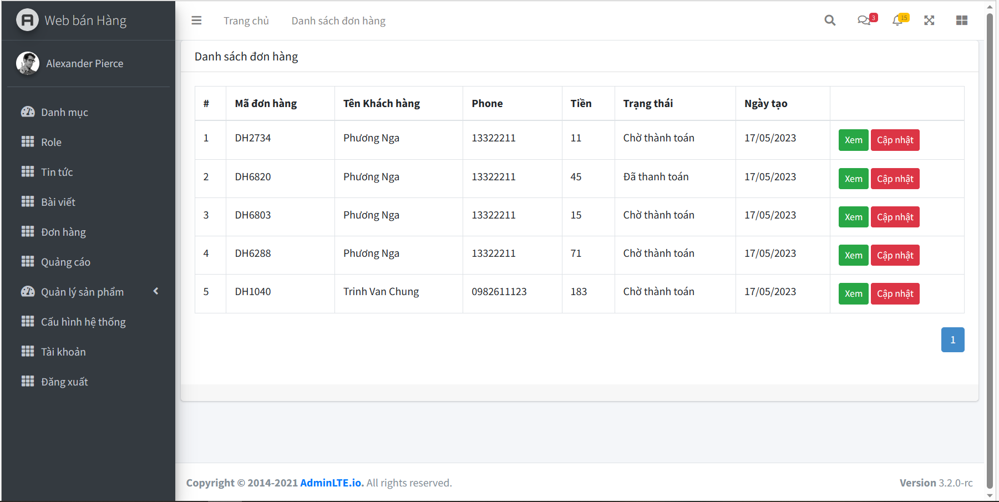 Web bán Hàng
Trang chủ Danh sách đơn hàng 3 15
Alexander Pierce
Danh mục
Role
Tin tức
Bài viết
Đơn hàng
Quảng cáo
Quản lý sản phẩm
Cấu hình hệ thống
Tài khoản
Đăng xuất
Danh sách đơn hàng
# Mã đơn hàng Tên Khách hàng Phone Tiền Trạng thái Ngày tạo
1 DH2734 Phương Nga 13322211 11 Chờ thành toán 17/05/2023 Xem Cập nhật
2 DH6820 Phương Nga 13322211 45 Đã thanh toán 17/05/2023 Xem Cập nhật
3 DH6803 Phương Nga 13322211 15 Chờ thành toán 17/05/2023 Xem Cập nhật
4 DH6288 Phương Nga 13322211 71 Chờ thành toán 17/05/2023 Xem Cập nhật
5 DH1040 Trinh Van Chung 0982611123 183 Chờ thành toán 17/05/2023 Xem Cập nhật
1
Copyright © 2014-2021 AdminLTE.io. All rights reserved. Version 3.2.0-rc